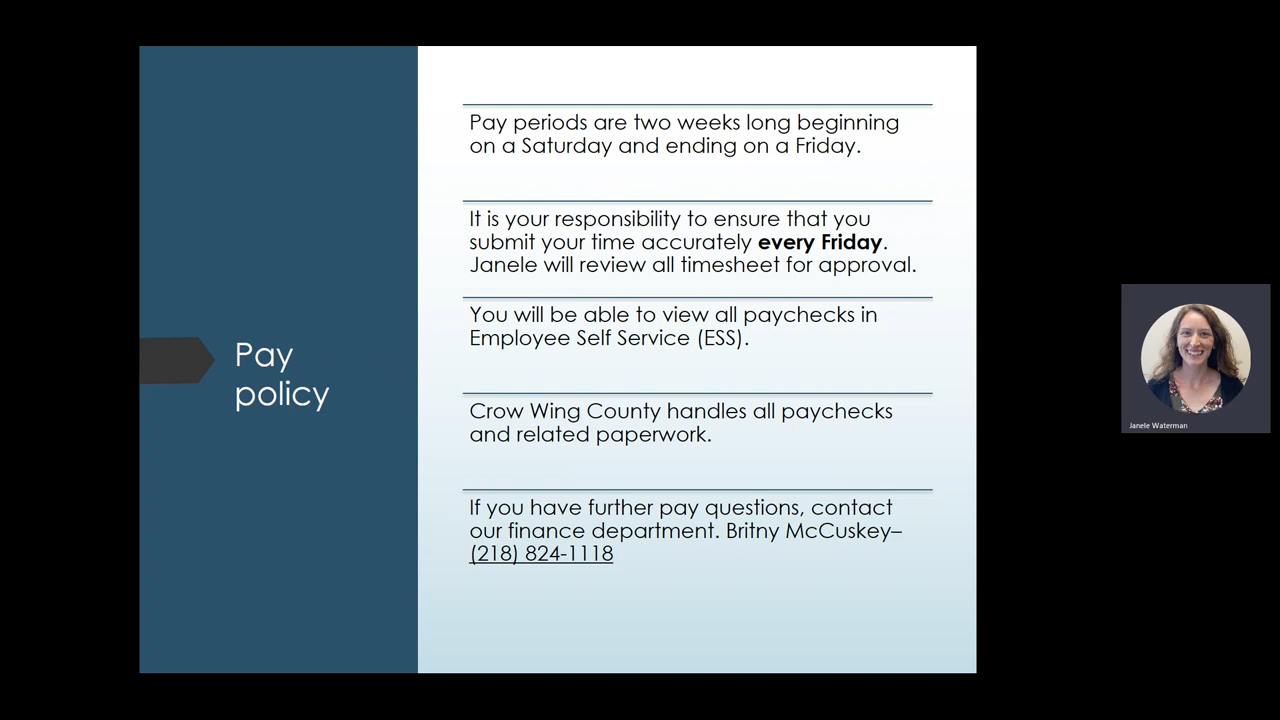 Pay
policy
Pay periods are two weeks long beginning
on a Saturday and ending on a Friday.
It is your responsibility to ensure that you
submit your time accurately every Friday.
Janele will review all timesheet for approval.
You will be able to view all paychecks in
Employee Self Service (ESS).
Crow Wing County handles all paychecks
and related paperwork.
If you have further pay questions, contact
our finance department. Britny McCuskey–
(218) 824-1118
Janele Waterman